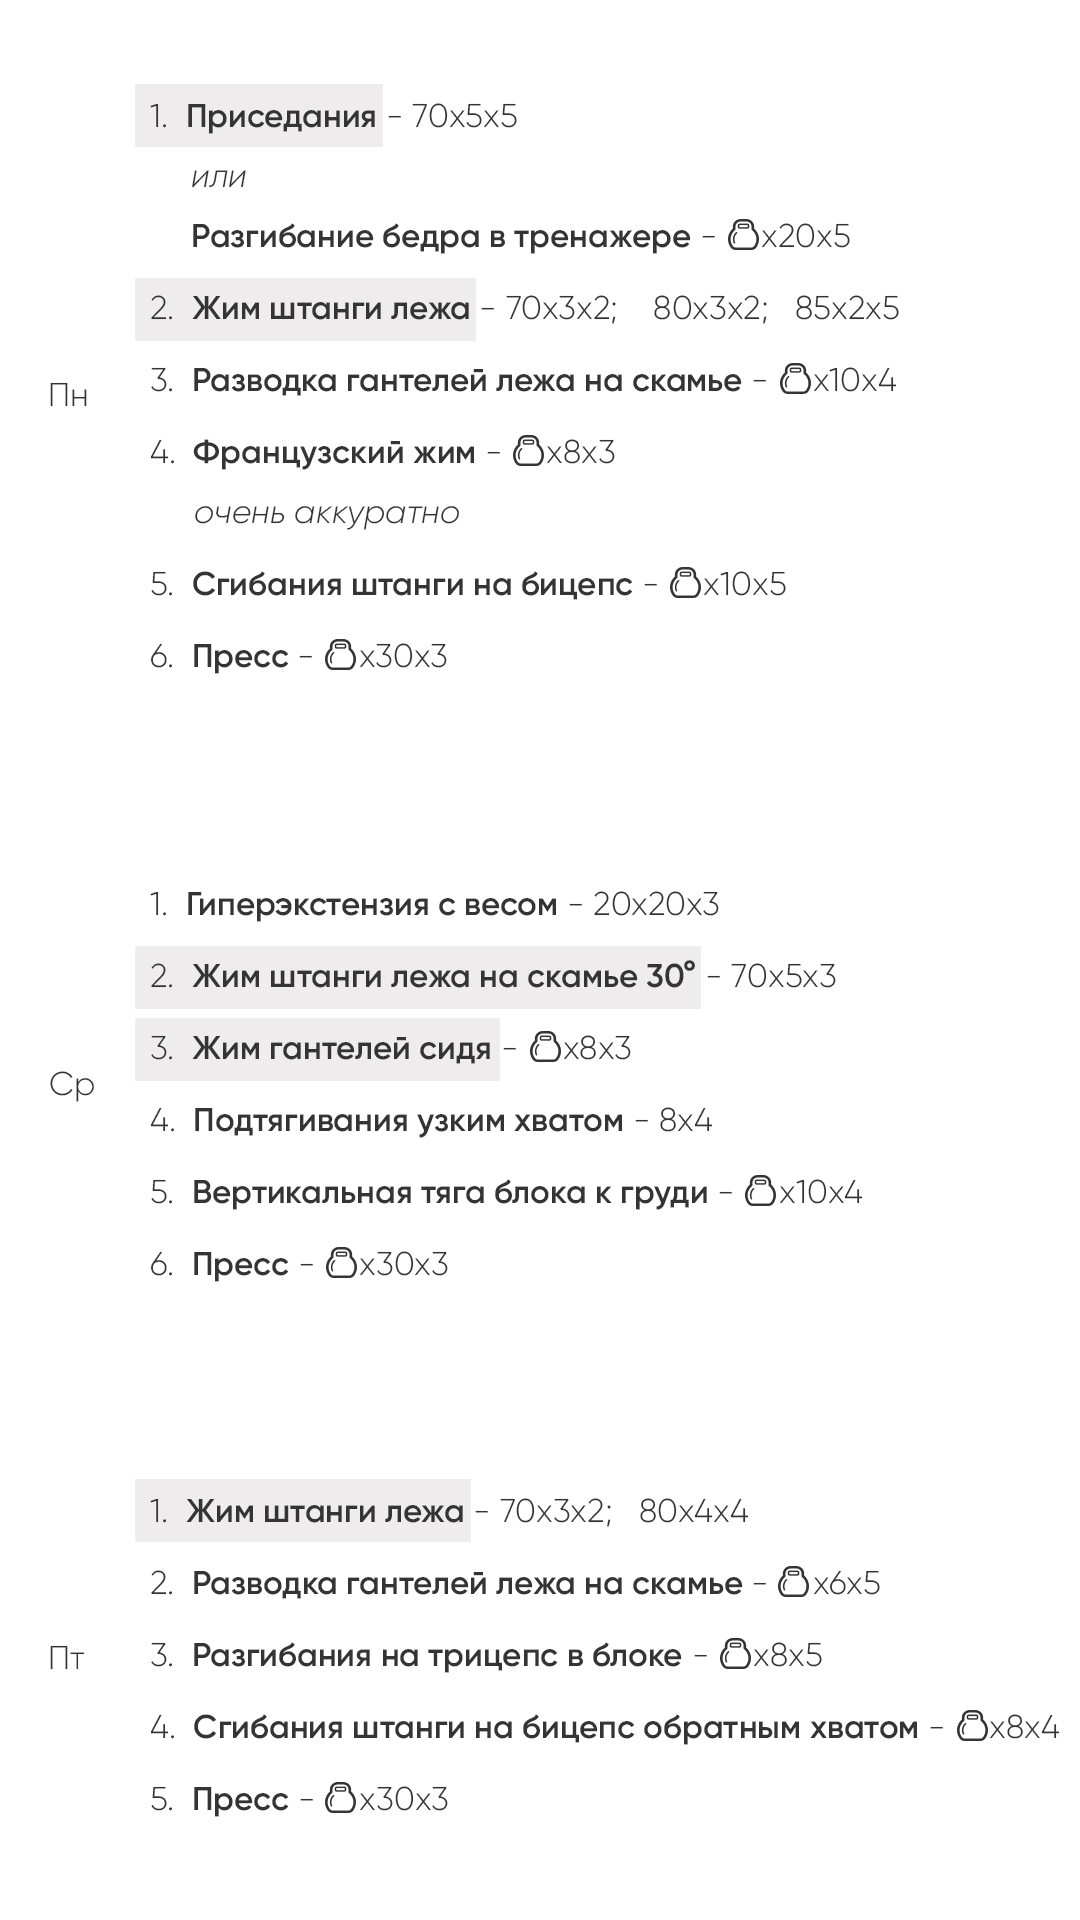 1. Приседания - 70x5x5
или
Разгибание бедра в тренажере - x20x5
2. Жим штанги лежа - 70x3x2; 80x3x2; 85x2x5
3. Разводка гантелей лежа на скамье - x10x4
Пн
4. Французский жим - x8x3
очень аккуратно
5. Сгибания штанги на бицепс - x10x5
6. Пресс - x30x3
1. Гиперэкстензия с весом - 20x20x3
2. Жим штанги лежа на скамье 30° - 70x5x3
3. Жим гантелей сидя - x8x3
Ср
4. Подтягивания узким хватом - 8x4
5. Вертикальная тяга блока к груди - x10x4
6. Пресс - x30x3
1. Жим штанги лежа - 70x3x2; 80x4x4
2. Разводка гантелей лежа на скамье - x6x5
Пт
3. Разгибания на трицепс в блоке - x8x5
4. Сгибания штанги на бицепс обратным хватом - x8x4
5. Пресс - x30x3